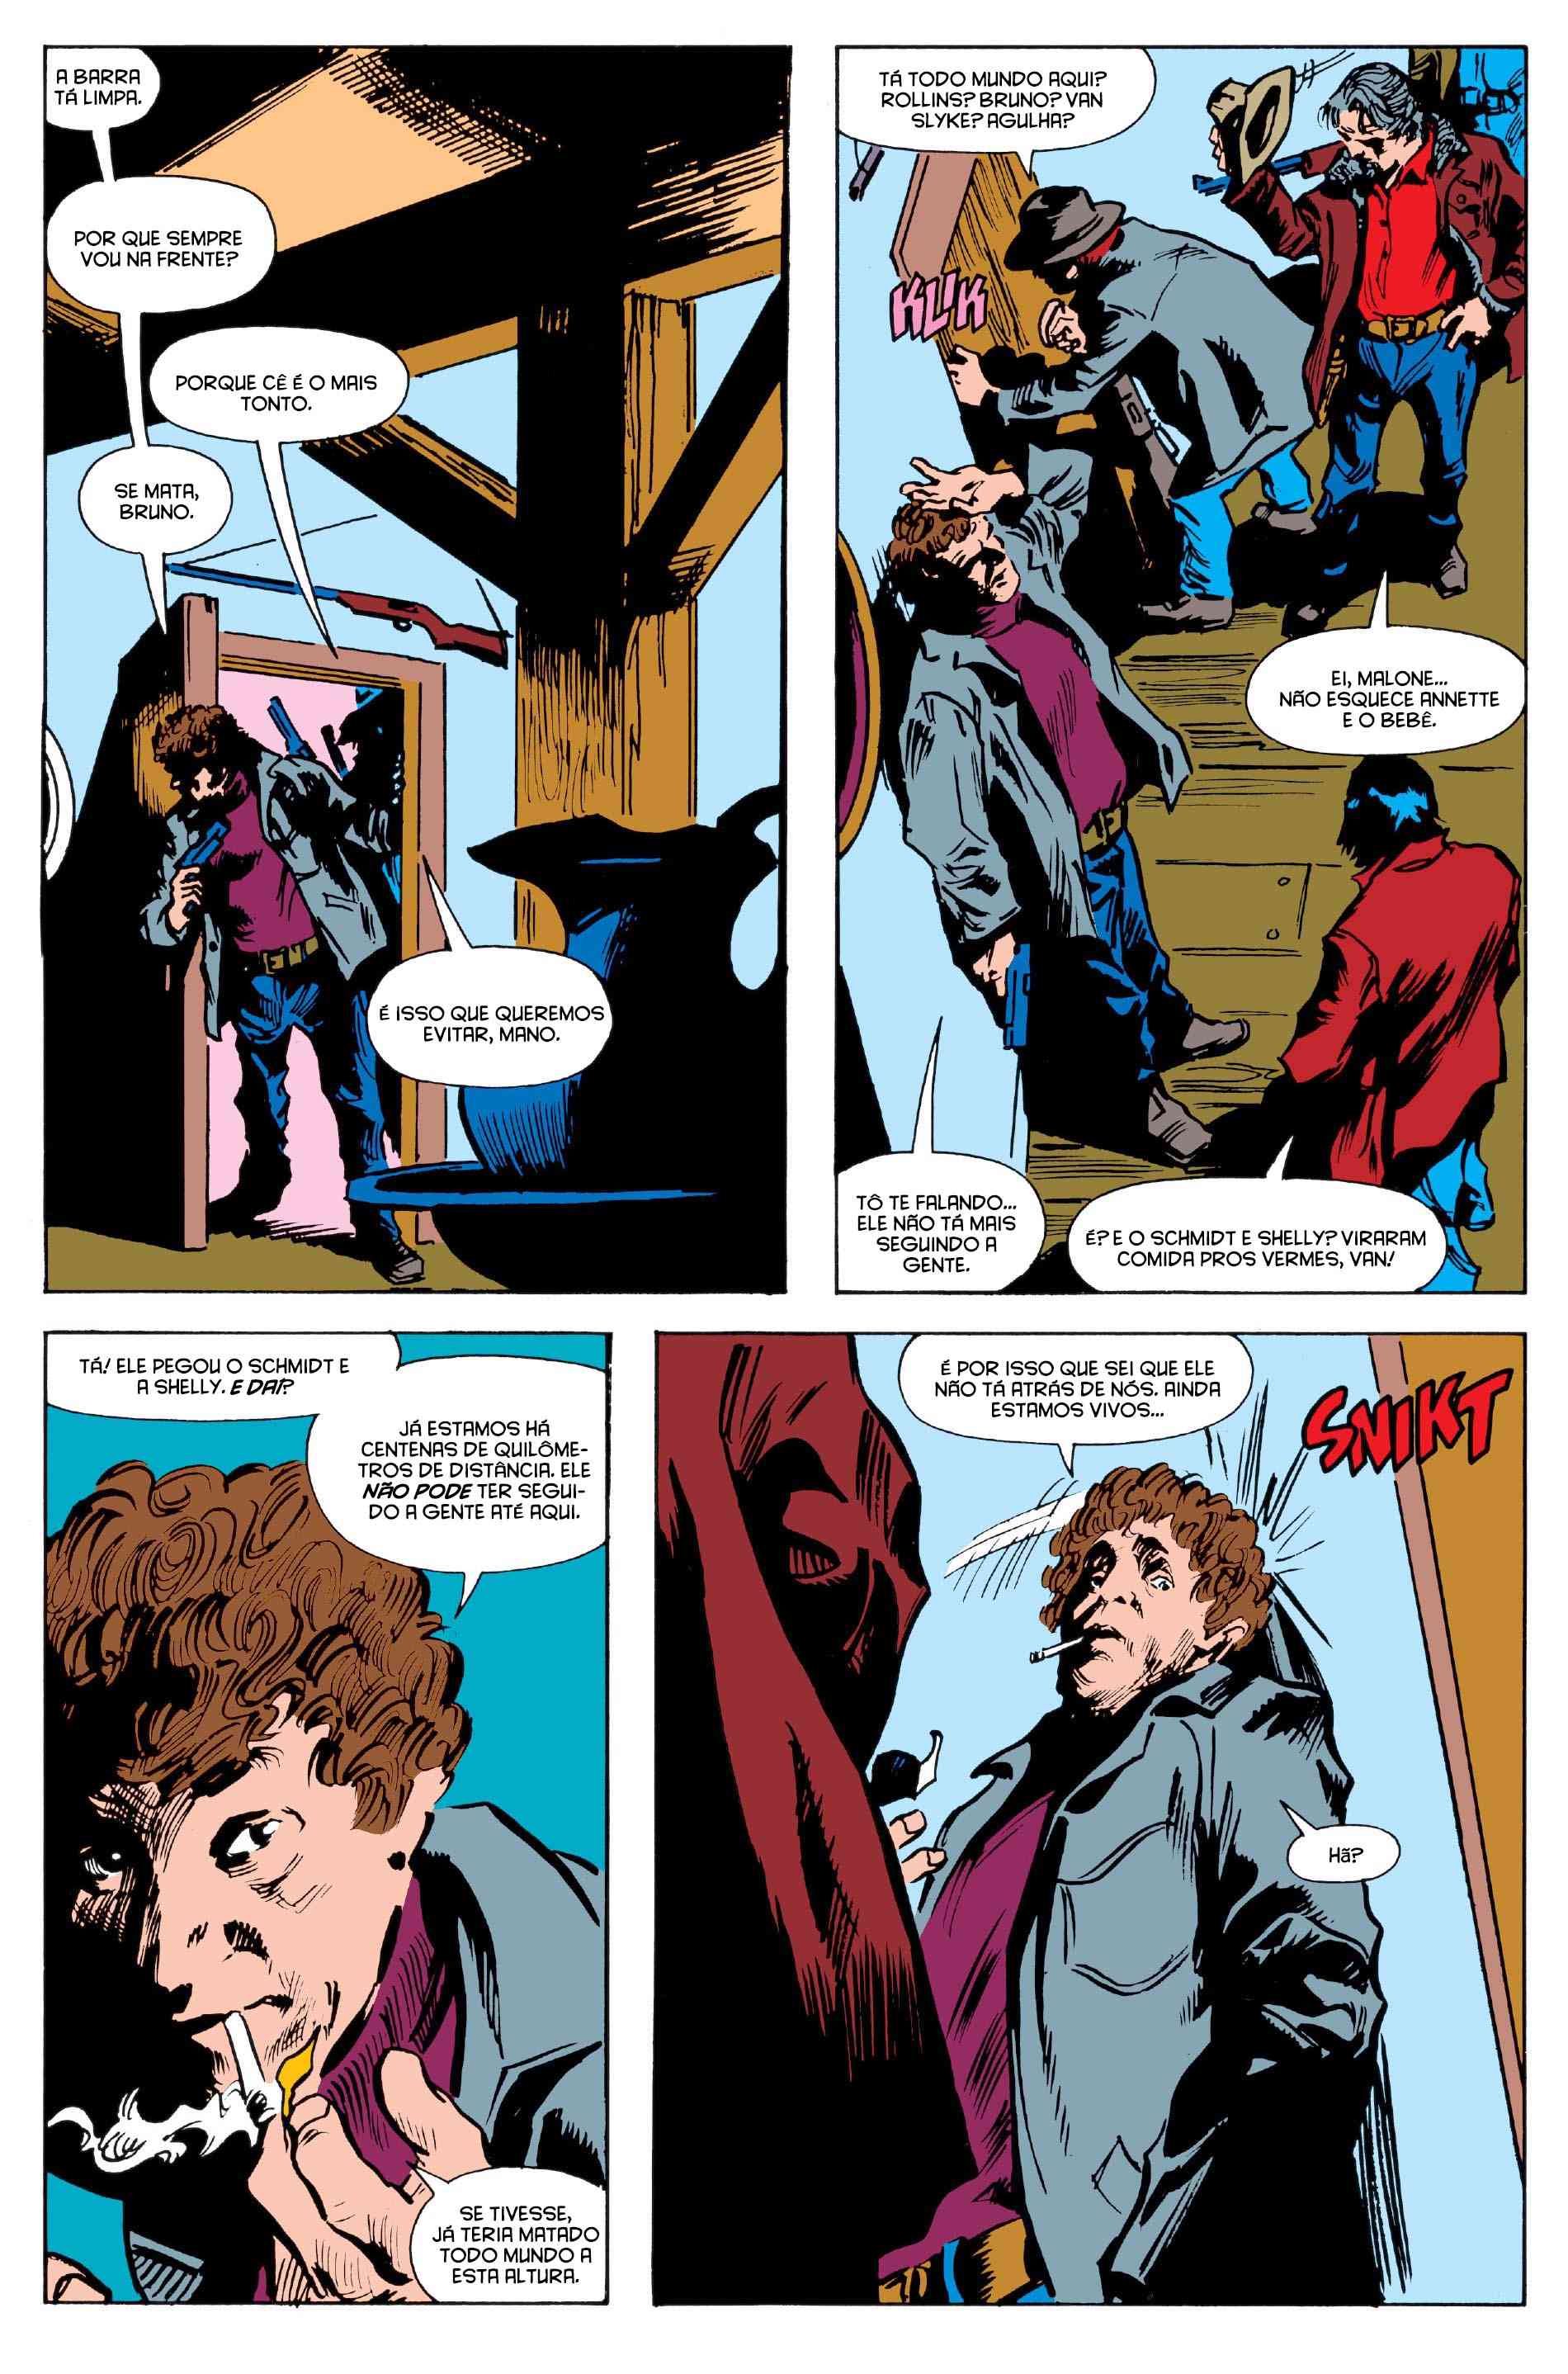 A BARRA
TÁ LIMPA.
POR QUE SEMPRE
VOU NA FRENTE?
PORQUE CÊ É O MAIS
TONTO.
SE MATA,
BRUNO.
É ISSO QUE QUEREMOS
EVITAR, MANO.
TÁ TODO MUNDO AQUI?
ROLLINS? BRUNO? VAN
SLYKE? AGULHA?
KLIK
EI, MALONE...
NÃO ESQUECE ANNETTE
E O BEBÊ.
TÔ TE FALANDO...
ELE NÃO TÁ MAIS
SEGUINDO A
GENTE.
É? E O SCHMIDT E SHELLY? VIRARAM
COMIDA PROS VERMES, VAN!
TÁ! ELE PEGOU O SCHMIDT E
A SHELLY. E DAÍ?
JÁ ESTAMOS HÁ
CENTENAS DE QUILÔME-
TROS DE DISTÂNCIA. ELE
NÃO PODE TER SEGUI-
DO A GENTE ATÉ AQUI.
SE TIVESSE,
JÁ TERIA MATADO
TODO MUNDO A
ESTA ALTURA.
É POR ISSO QUE SEI QUE ELE
NÃO TÁ ATRÁS DE NÓS. AINDA
ESTAMOS VIVOS...
SNIKT
HÃ?